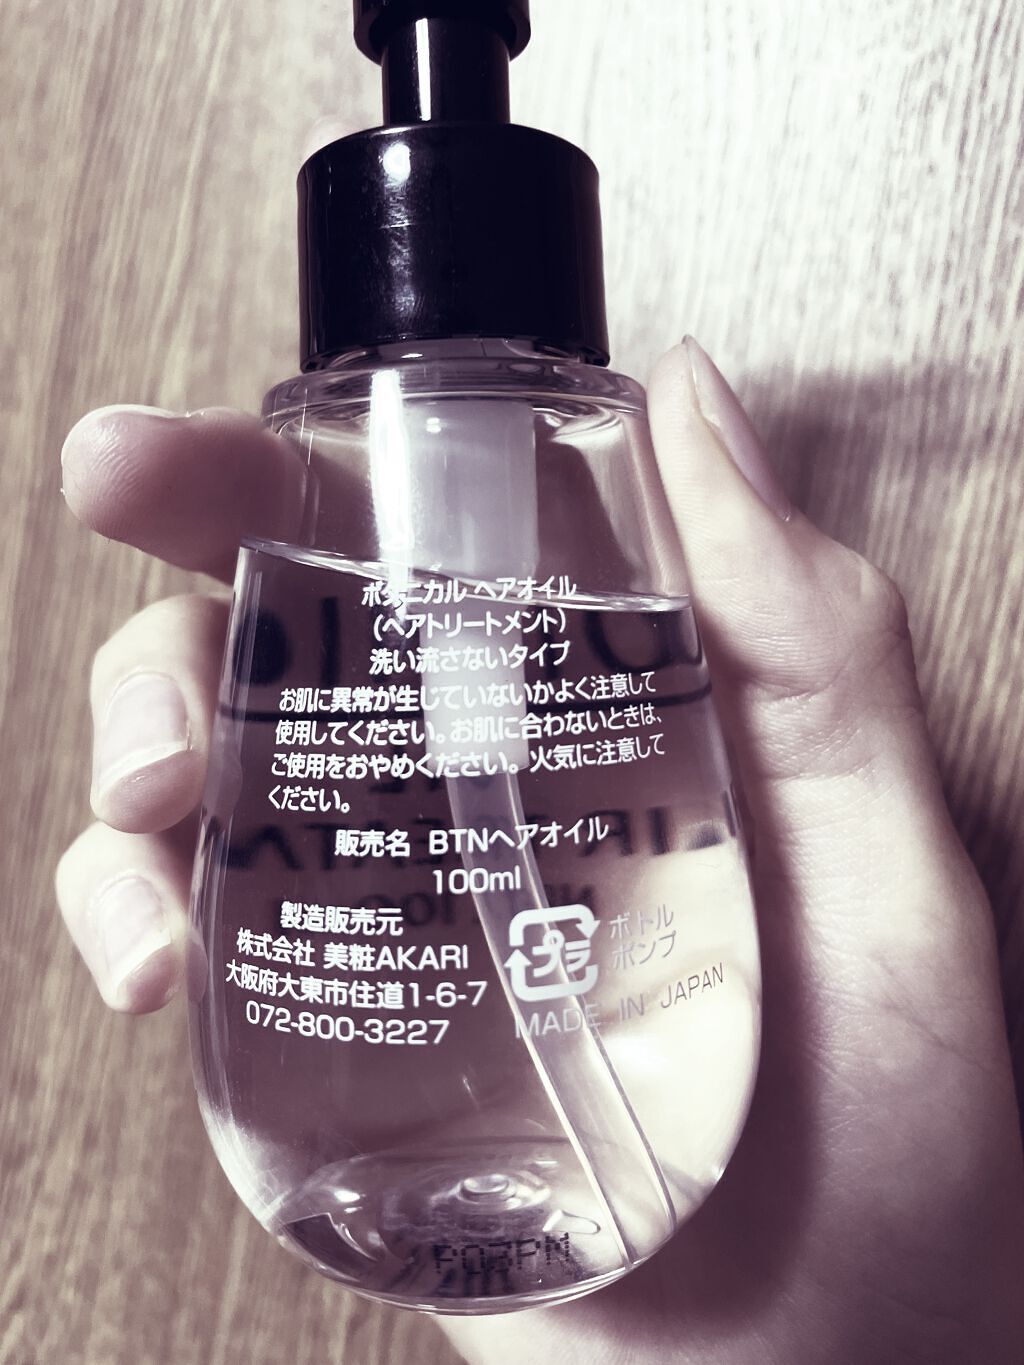 ボタニカル ヘアオイル
(ヘアトリートメント)
洗い流さないタイプ
お肌に異常が生じていないかよく注意して
使用してください。お肌に合わないときは、
ご使用をおやめください。火気に注意して
ください。
販売名 BTNヘアオイル
100ml
製造販売元
株式会社 美粧AKARI
大阪府大東市住道1-6-7
072-800-3227
プラ
ボトル
ポンプ
MADE IN JAPAN